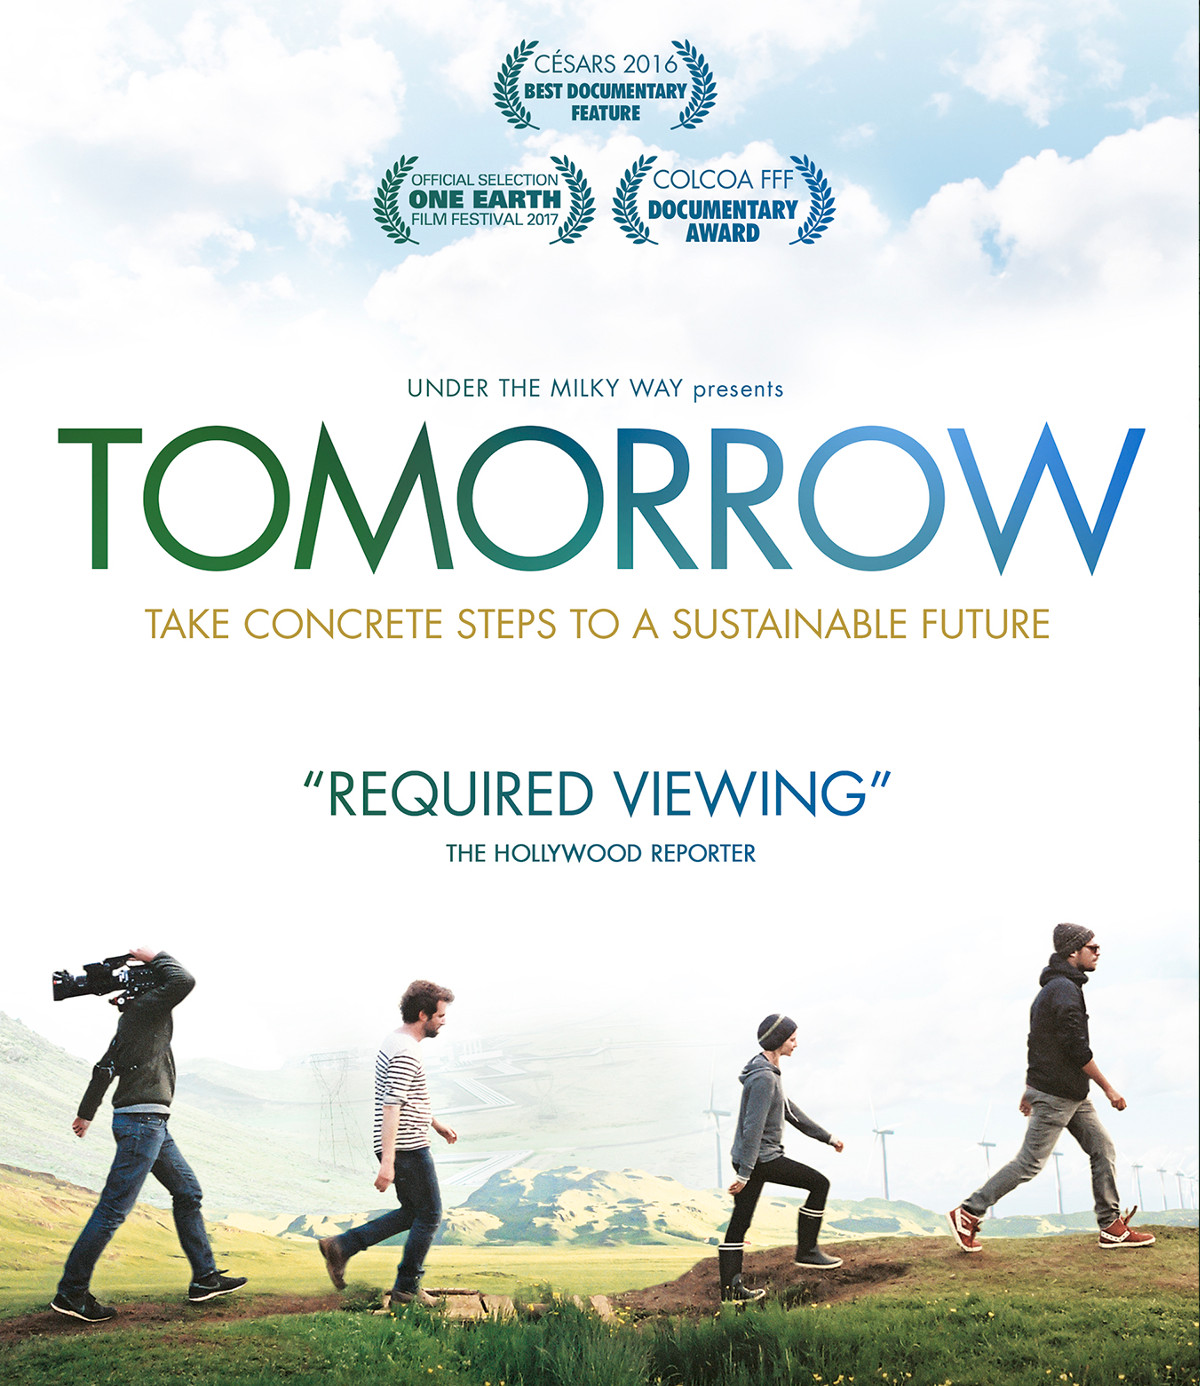 CÉSARS 2016
BEST DOCUMENTARY
FEATURE
OFFICIAL SELECTION
ONE EARTH
FILM FESTIVAL 2017
COLCOA FFF
DOCUMENTARY
AWARD
UNDER THE MILKY WAY presents
TOMORROW
TAKE CONCRETE STEPS TO A SUSTAINABLE FUTURE
“REQUIRED VIEWING”
THE HOLLYWOOD REPORTER